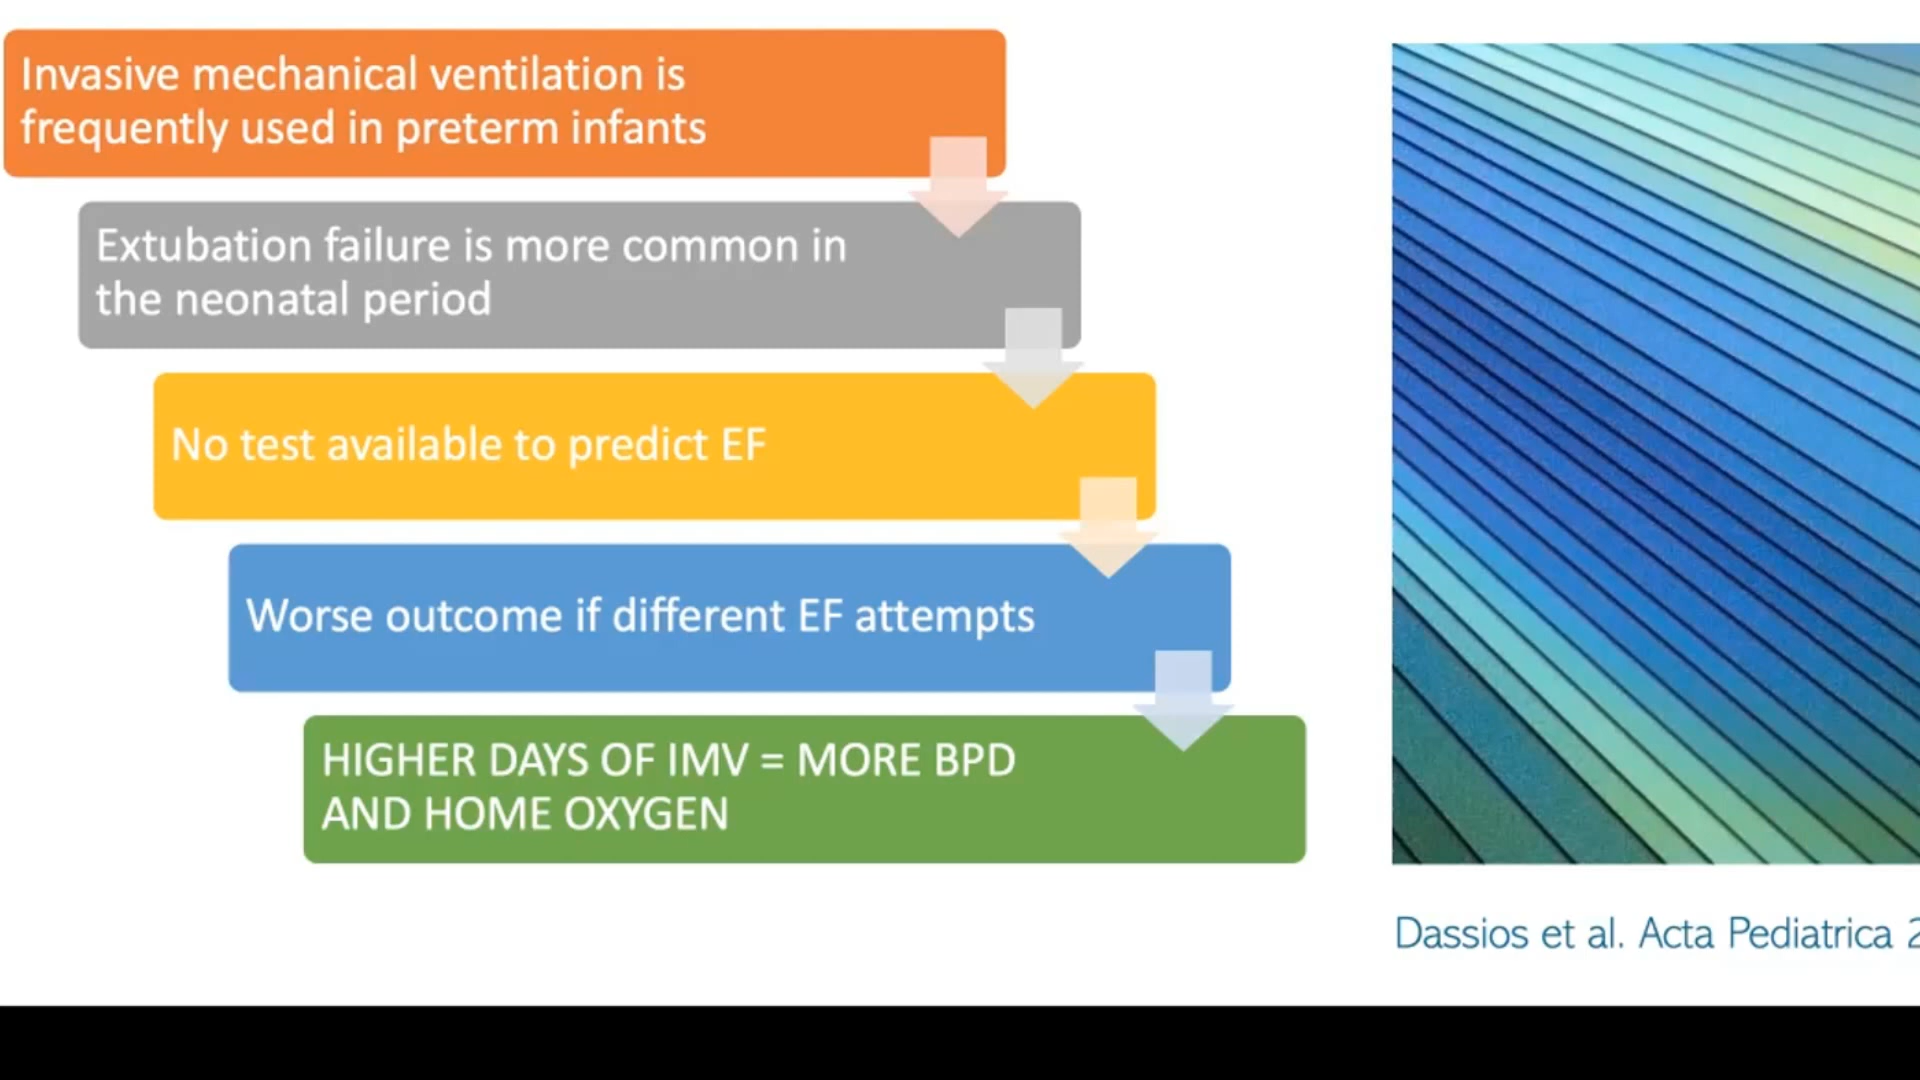 Invasive mechanical ventilation is
frequently used in preterm infants
Extubation failure is more common in
the neonatal period
No test available to predict EF
Worse outcome if different EF attempts
HIGHER DAYS OF IMV = MORE BPD
AND HOME OXYGEN
Dassios et al. Acta Pediatrica